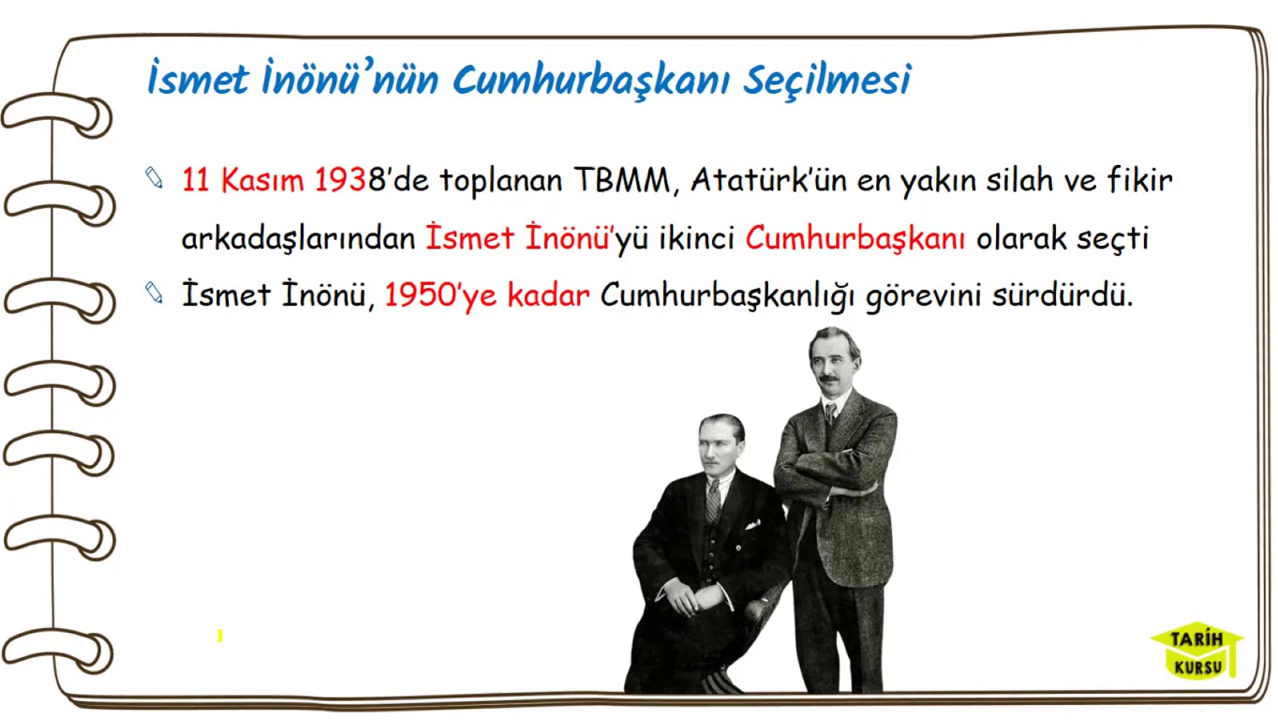 İsmet İnönü’nün Cumhurbaşkanı Seçilmesi
11 Kasım 1938’de toplanan TBMM, Atatürk’ün en yakın silah ve fikir
arkadaşlarından İsmet İnönü’yü ikinci Cumhurbaşkanı olarak seçti
İsmet İnönü, 1950’ye kadar Cumhurbaşkanlığı görevini sürdürdü.
TARİH
KURSU